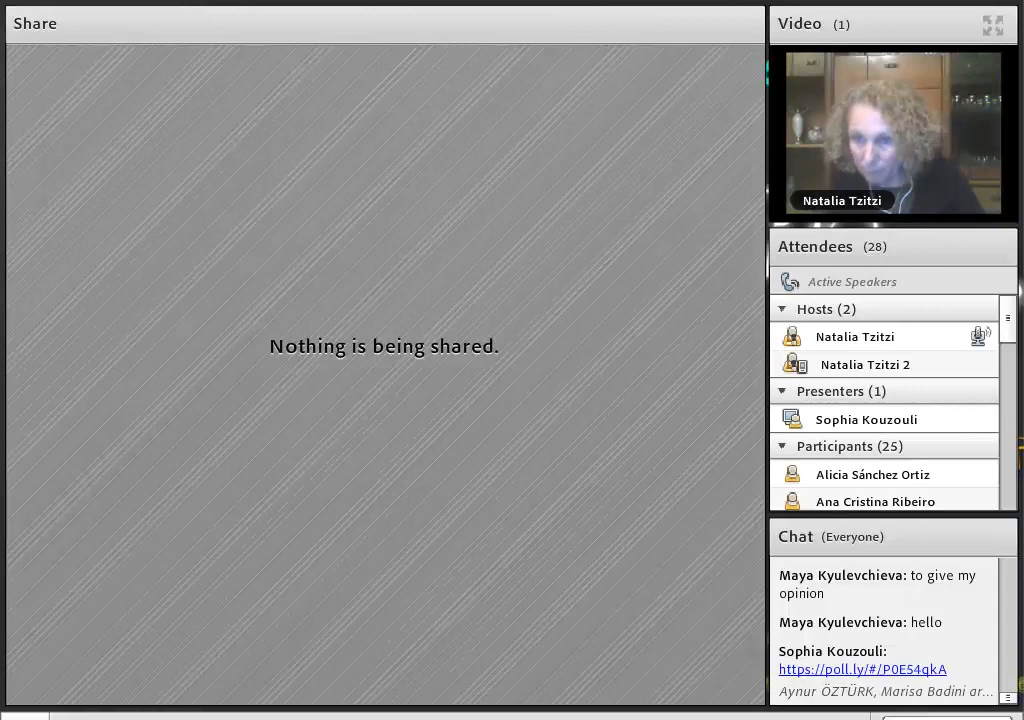 Share
Nothing is being shared.
Video (1)
Natalia Tzitzi
Attendees (28)
Active Speakers
Hosts (2)
Natalia Tzitzi
Natalia Tzitzi 2
Presenters (1)
Sophia Kouzouli
Participants (25)
Alicia Sánchez Ortiz
Ana Cristina Ribeiro
Chat (Everyone)
Maya Kyulevchieva: to give my
opinion
Maya Kyulevchieva: hello
Sophia Kouzouli:
https://poll.ly/#/P0E54qkA
Aynur ÖZTÜRK, Marisa Badini ar...